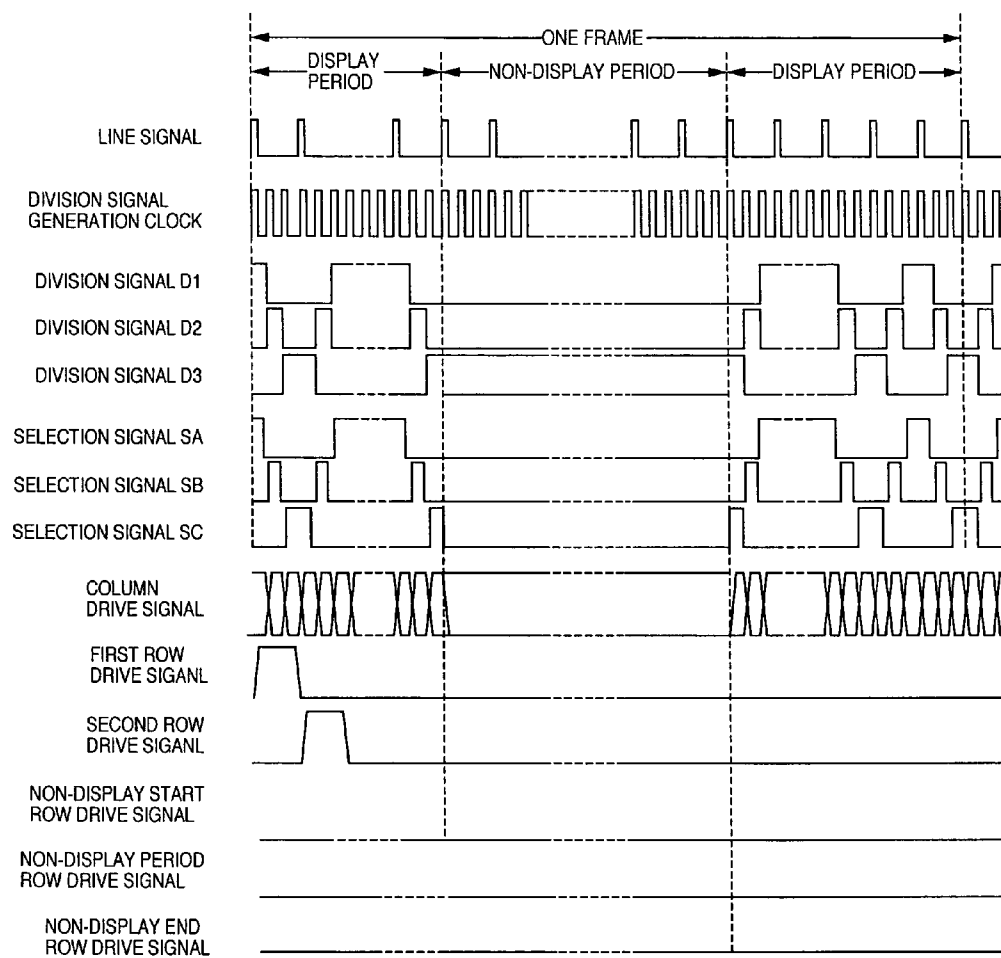 ONE FRAME
DISPLAY
PERIOD
NON-DISPLAY PERIOD
DISPLAY PERIOD
LINE SIGNAL
DIVISION SIGNAL
GENERATION CLOCK
DIVISION SIGNAL D1
DIVISION SIGNAL D2
DIVISION SIGNAL D3
SELECTION SIGNAL SA
SELECTION SIGNAL SB
SELECTION SIGNAL SC
COLUMN
DRIVE SIGNAL
FIRST ROW
DRIVE SIGANL
SECOND ROW
DRIVE SIGANL
NON-DISPLAY START
ROW DRIVE SIGNAL
NON-DISPLAY PERIOD
ROW DRIVE SIGNAL
NON-DISPLAY END
ROW DRIVE SIGNAL